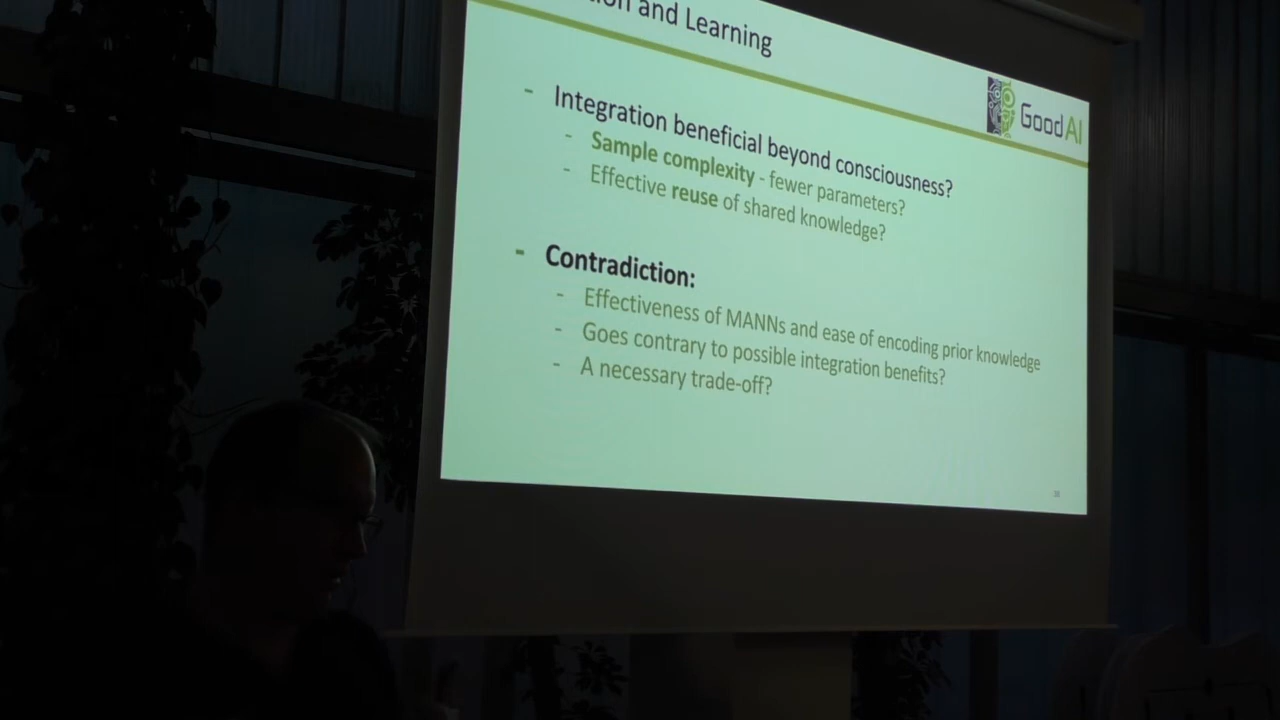 and Learning
GoodAI
- Integration beneficial beyond consciousness?
- Sample complexity - fewer parameters?
- Effective reuse of shared knowledge?
- Contradiction:
- Effectiveness of MANNs and ease of encoding prior knowledge
- Goes contrary to possible integration benefits?
- A necessary trade-off?